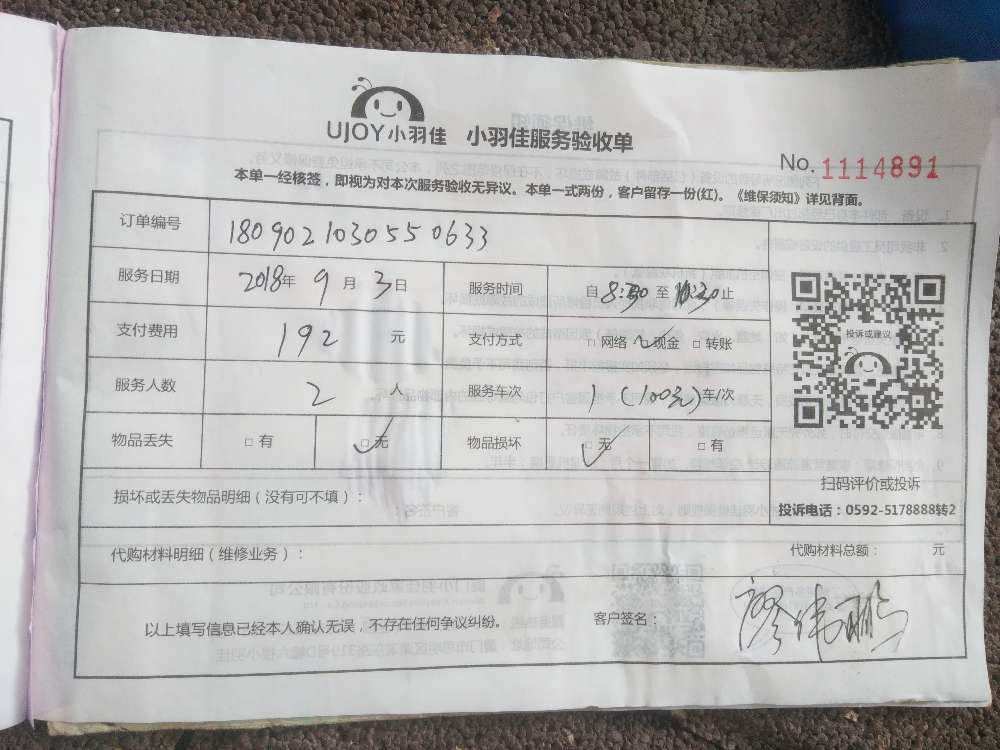 UJOY小羽佳 小羽佳服务验收单
No. 1114891
本单一经核签，即视为对本次服务验收无异议。本单一式两份，客户留存一份(红)。《维保须知》详见背面。
订单编号 180902103055 0633
服务日期 2018年 9 月 3 日 服务时间 自 8:30 至 10:30止
支付费用 192 元 支付方式 □ 网络 现金 □ 转账
投诉或建议
服务人数 2 人 服务车次 1 (100元) 车/次
物品丢失 □ 有 □ 无 物品损坏 □ 无 □ 有
扫码评价或投诉
损坏或丢失物品明细（没有可不填）：
投诉电话：0592-5178888转2
代购材料明细（维修业务）： 代购材料总额： 元
以上填写信息已经本人确认无误，不存在任何争议纠纷。 客户签名： 廖伟鹏